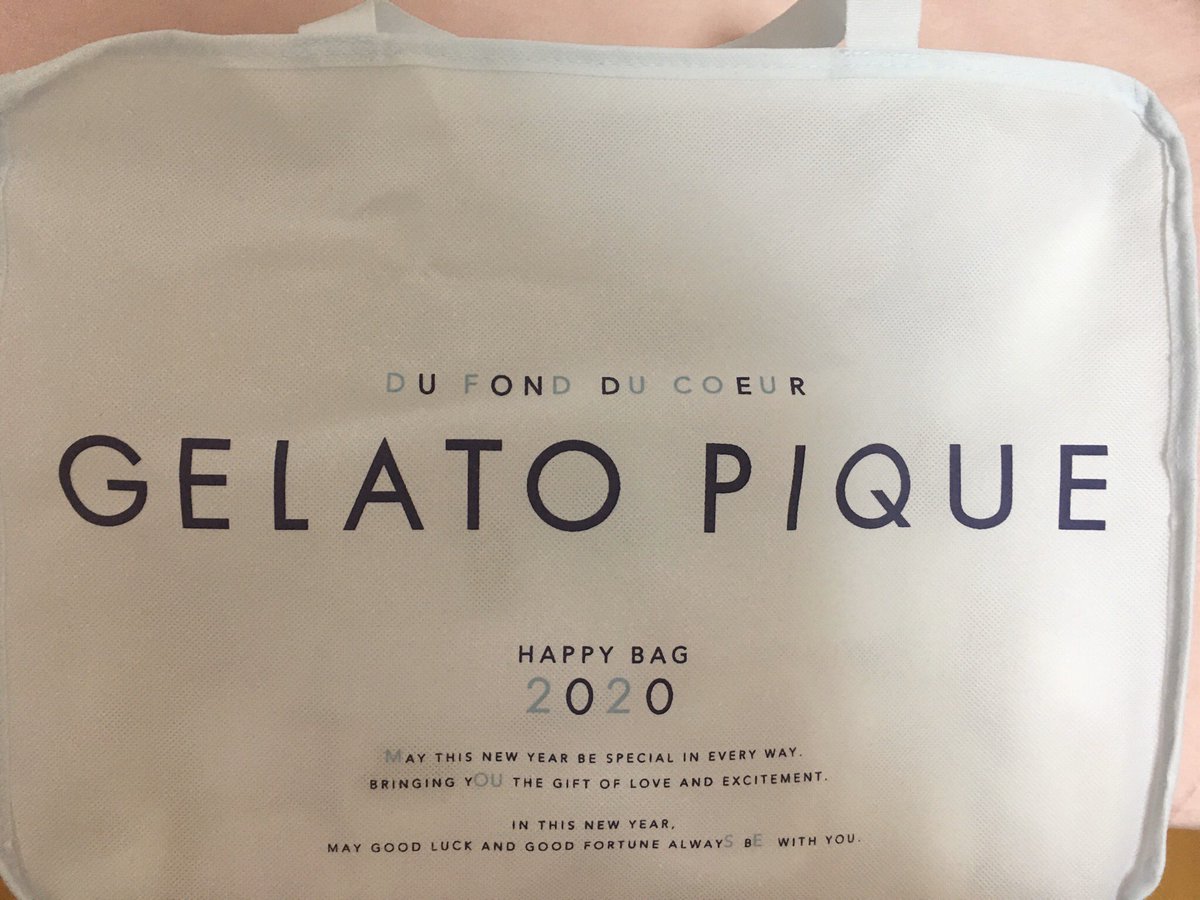 DU FOND DU COEUR
GELATO PIQUE
HAPPY BAG
2020
MAY THIS NEW YEAR BE SPECIAL IN EVERY WAY.
BRINGING YOU THE GIFT OF LOVE AND EXCITEMENT.
IN THIS NEW YEAR,
MAY GOOD LUCK AND GOOD FORTUNE ALWAYS BE WITH YOU.